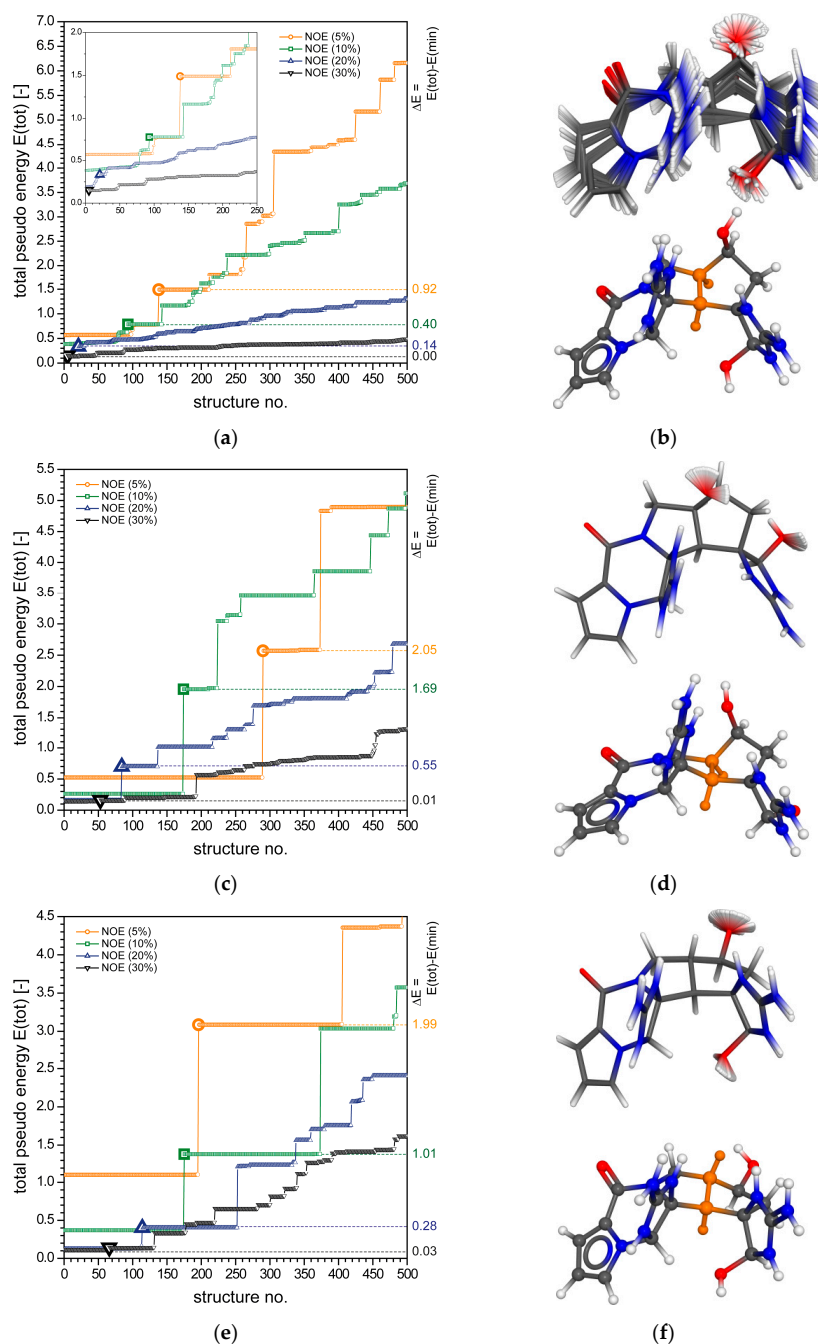 total pseudo energy E(tot) [-]
7.0
6.5
6.0
5.5
5.0
4.5
4.0
3.5
3.0
2.5
2.0
1.5
1.0
0.5
0.0
2.0
1.5
1.0
0.5
0.0
0 50 100 150 200 250
NOE (5%)
NOE (10%)
NOE (20%)
NOE (30%)
ΔE =
E(tot)-E(min)
0.92
0.40
0.14
0.00
0 50 100 150 200 250 300 350 400 450 500
structure no.
(a)
(b)
total pseudo energy E(tot) [-]
5.5
5.0
4.5
4.0
3.5
3.0
2.5
2.0
1.5
1.0
0.5
0.0
NOE (5%)
NOE (10%)
NOE (20%)
NOE (30%)
ΔE =
E(tot)-E(min)
2.05
1.69
0.55
0.01
0 50 100 150 200 250 300 350 400 450 500
structure no.
(c)
(d)
total pseudo energy E(tot) [-]
4.5
4.0
3.5
3.0
2.5
2.0
1.5
1.0
0.5
0.0
NOE (5%)
NOE (10%)
NOE (20%)
NOE (30%)
ΔE =
E(tot)-E(min)
1.99
1.01
0.28
0.03
0 50 100 150 200 250 300 350 400 450 500
structure no.
(e)
(f)